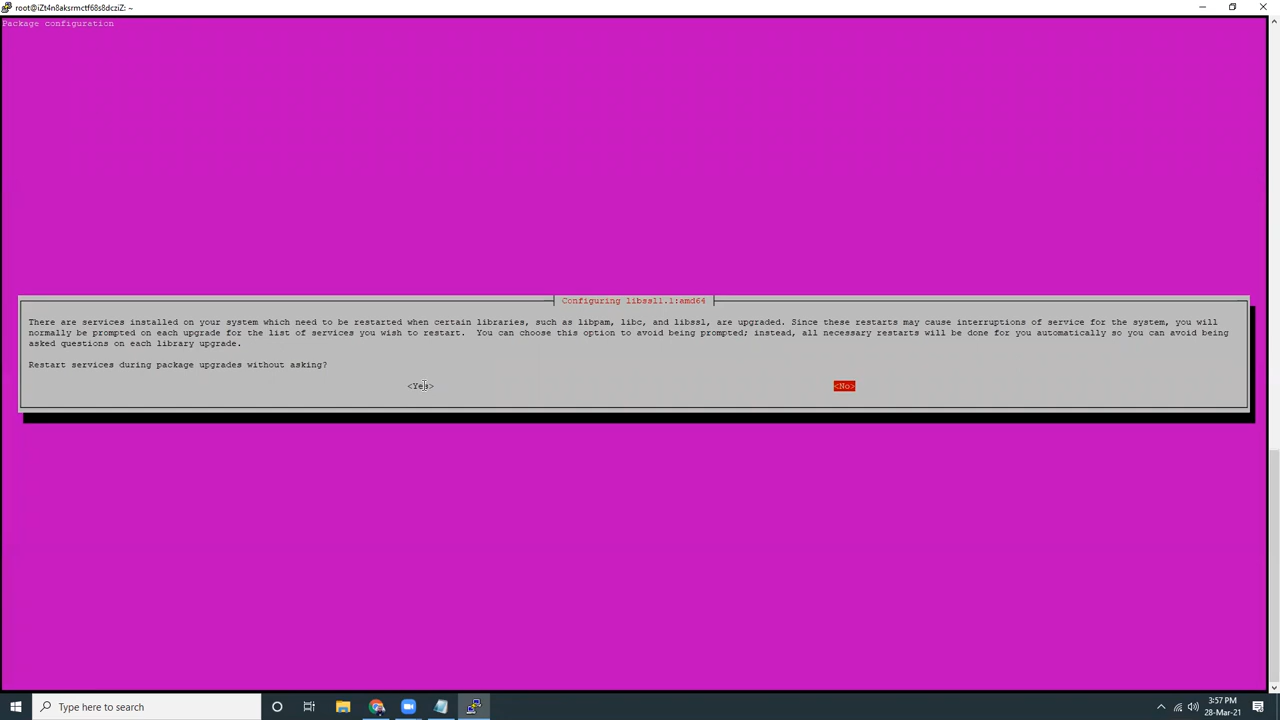 root@iZt4n8aksrmctf68s8dcziZ: ~
Package configuration
Configuring libssl1.1:amd64
There are services installed on your system which need to be restarted when certain libraries, such as libpam, libc, and libssl, are upgraded. Since these restarts may cause interruptions of service for the system, you will
normally be prompted on each upgrade for the list of services you wish to restart.  You can choose this option to avoid being prompted; instead, all necessary restarts will be done for you automatically so you can avoid being
asked questions on each library upgrade.
Restart services during package upgrades without asking?
<Yes> <No>
Type here to search
3:57 PM
28-Mar-21